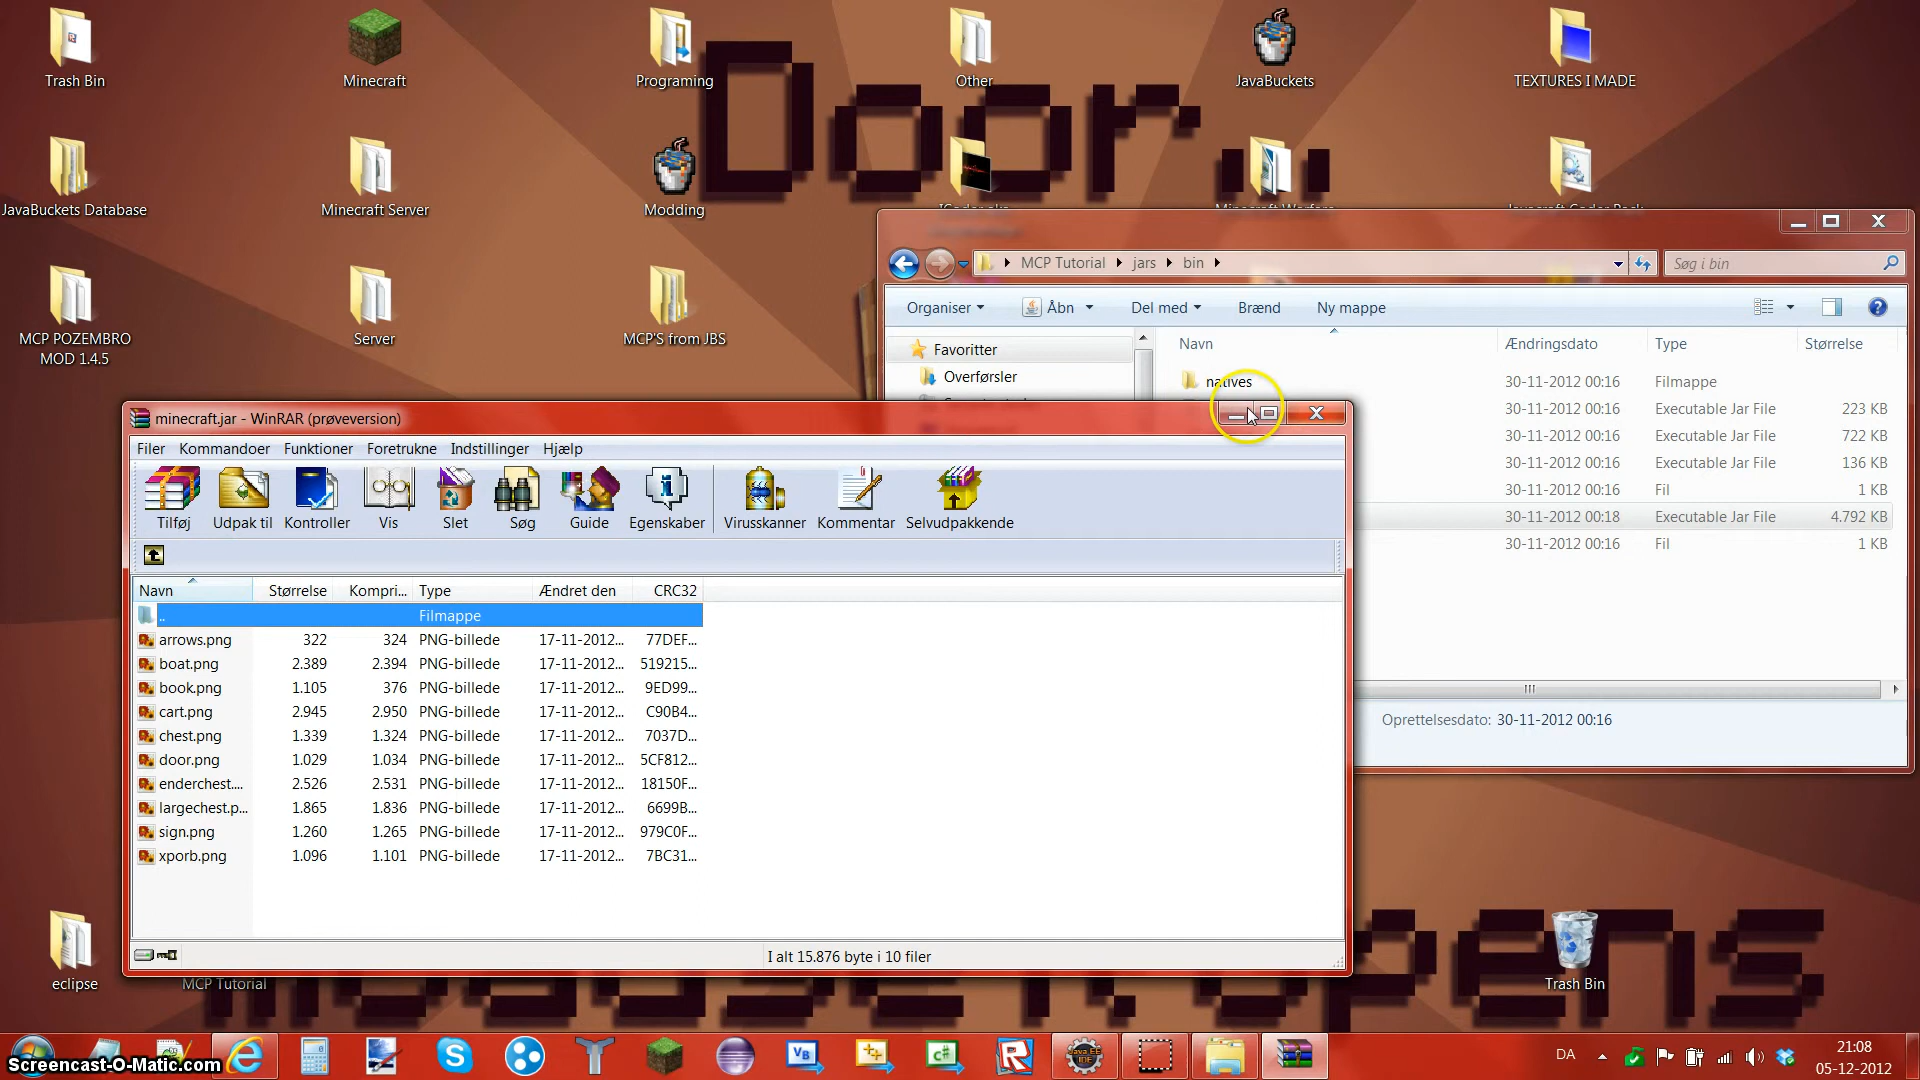 Door...
Trash Bin
Minecraft
Programing
Other
JavaBuckets
TEXTURES I MADE
JavaBuckets Database
Minecraft Server
Modding
MCP POZEMBRO
MOD 1.4.5
Server
MCP'S from JBS
MCP Tutorial
jars
bin
Søg i bin
Organiser
Åbn
Del med
Brænd
Ny mappe
Favoritter
Overførsler
Navn
Ændringsdato
Type
Størrelse
natives
30-11-2012 00:16
Filmappe
30-11-2012 00:16 Executable Jar File 223 KB
30-11-2012 00:16 Executable Jar File 722 KB
30-11-2012 00:16 Executable Jar File 136 KB
30-11-2012 00:16 Fil 1 KB
30-11-2012 00:18 Executable Jar File 4.792 KB
30-11-2012 00:16 Fil 1 KB
Oprettelsesdato: 30-11-2012 00:16
minecraft.jar - WinRAR (prøveversion)
Filer Kommandoer Funktioner Foretrukne Indstillinger Hjælp
Tilføj Udpak til Kontroller Vis Slet Søg Guide Egenskaber Virusskanner Kommentar Selvudpakkende
Navn Størrelse Kompri... Type Ændret den CRC32
.. Filmappe
arrows.png 322 324 PNG-billede 17-11-2012... 77DEF...
boat.png 2.389 2.394 PNG-billede 17-11-2012... 519215...
book.png 1.105 376 PNG-billede 17-11-2012... 9ED99...
cart.png 2.945 2.950 PNG-billede 17-11-2012... C90B4...
chest.png 1.339 1.324 PNG-billede 17-11-2012... 7037D...
door.png 1.029 1.034 PNG-billede 17-11-2012... 5CF812...
enderchest.... 2.526 2.531 PNG-billede 17-11-2012... 18150F...
largechest.p... 1.865 1.836 PNG-billede 17-11-2012... 6699B...
sign.png 1.260 1.265 PNG-billede 17-11-2012... 979C0F...
xporb.png 1.096 1.101 PNG-billede 17-11-2012... 7BC31...
I alt 15.876 byte i 10 filer
eclipse
MCP Tutorial
Trash Bin
Screencast-O-Matic.com
DA
21:08
05-12-2012